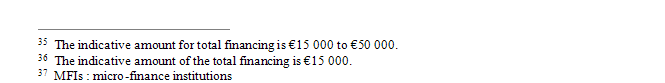 35 The indicative amount for total financing is €15 000 to €50 000.
36 The indicative amount of the total financing is €15 000.
37 MFIs : micro-finance institutions